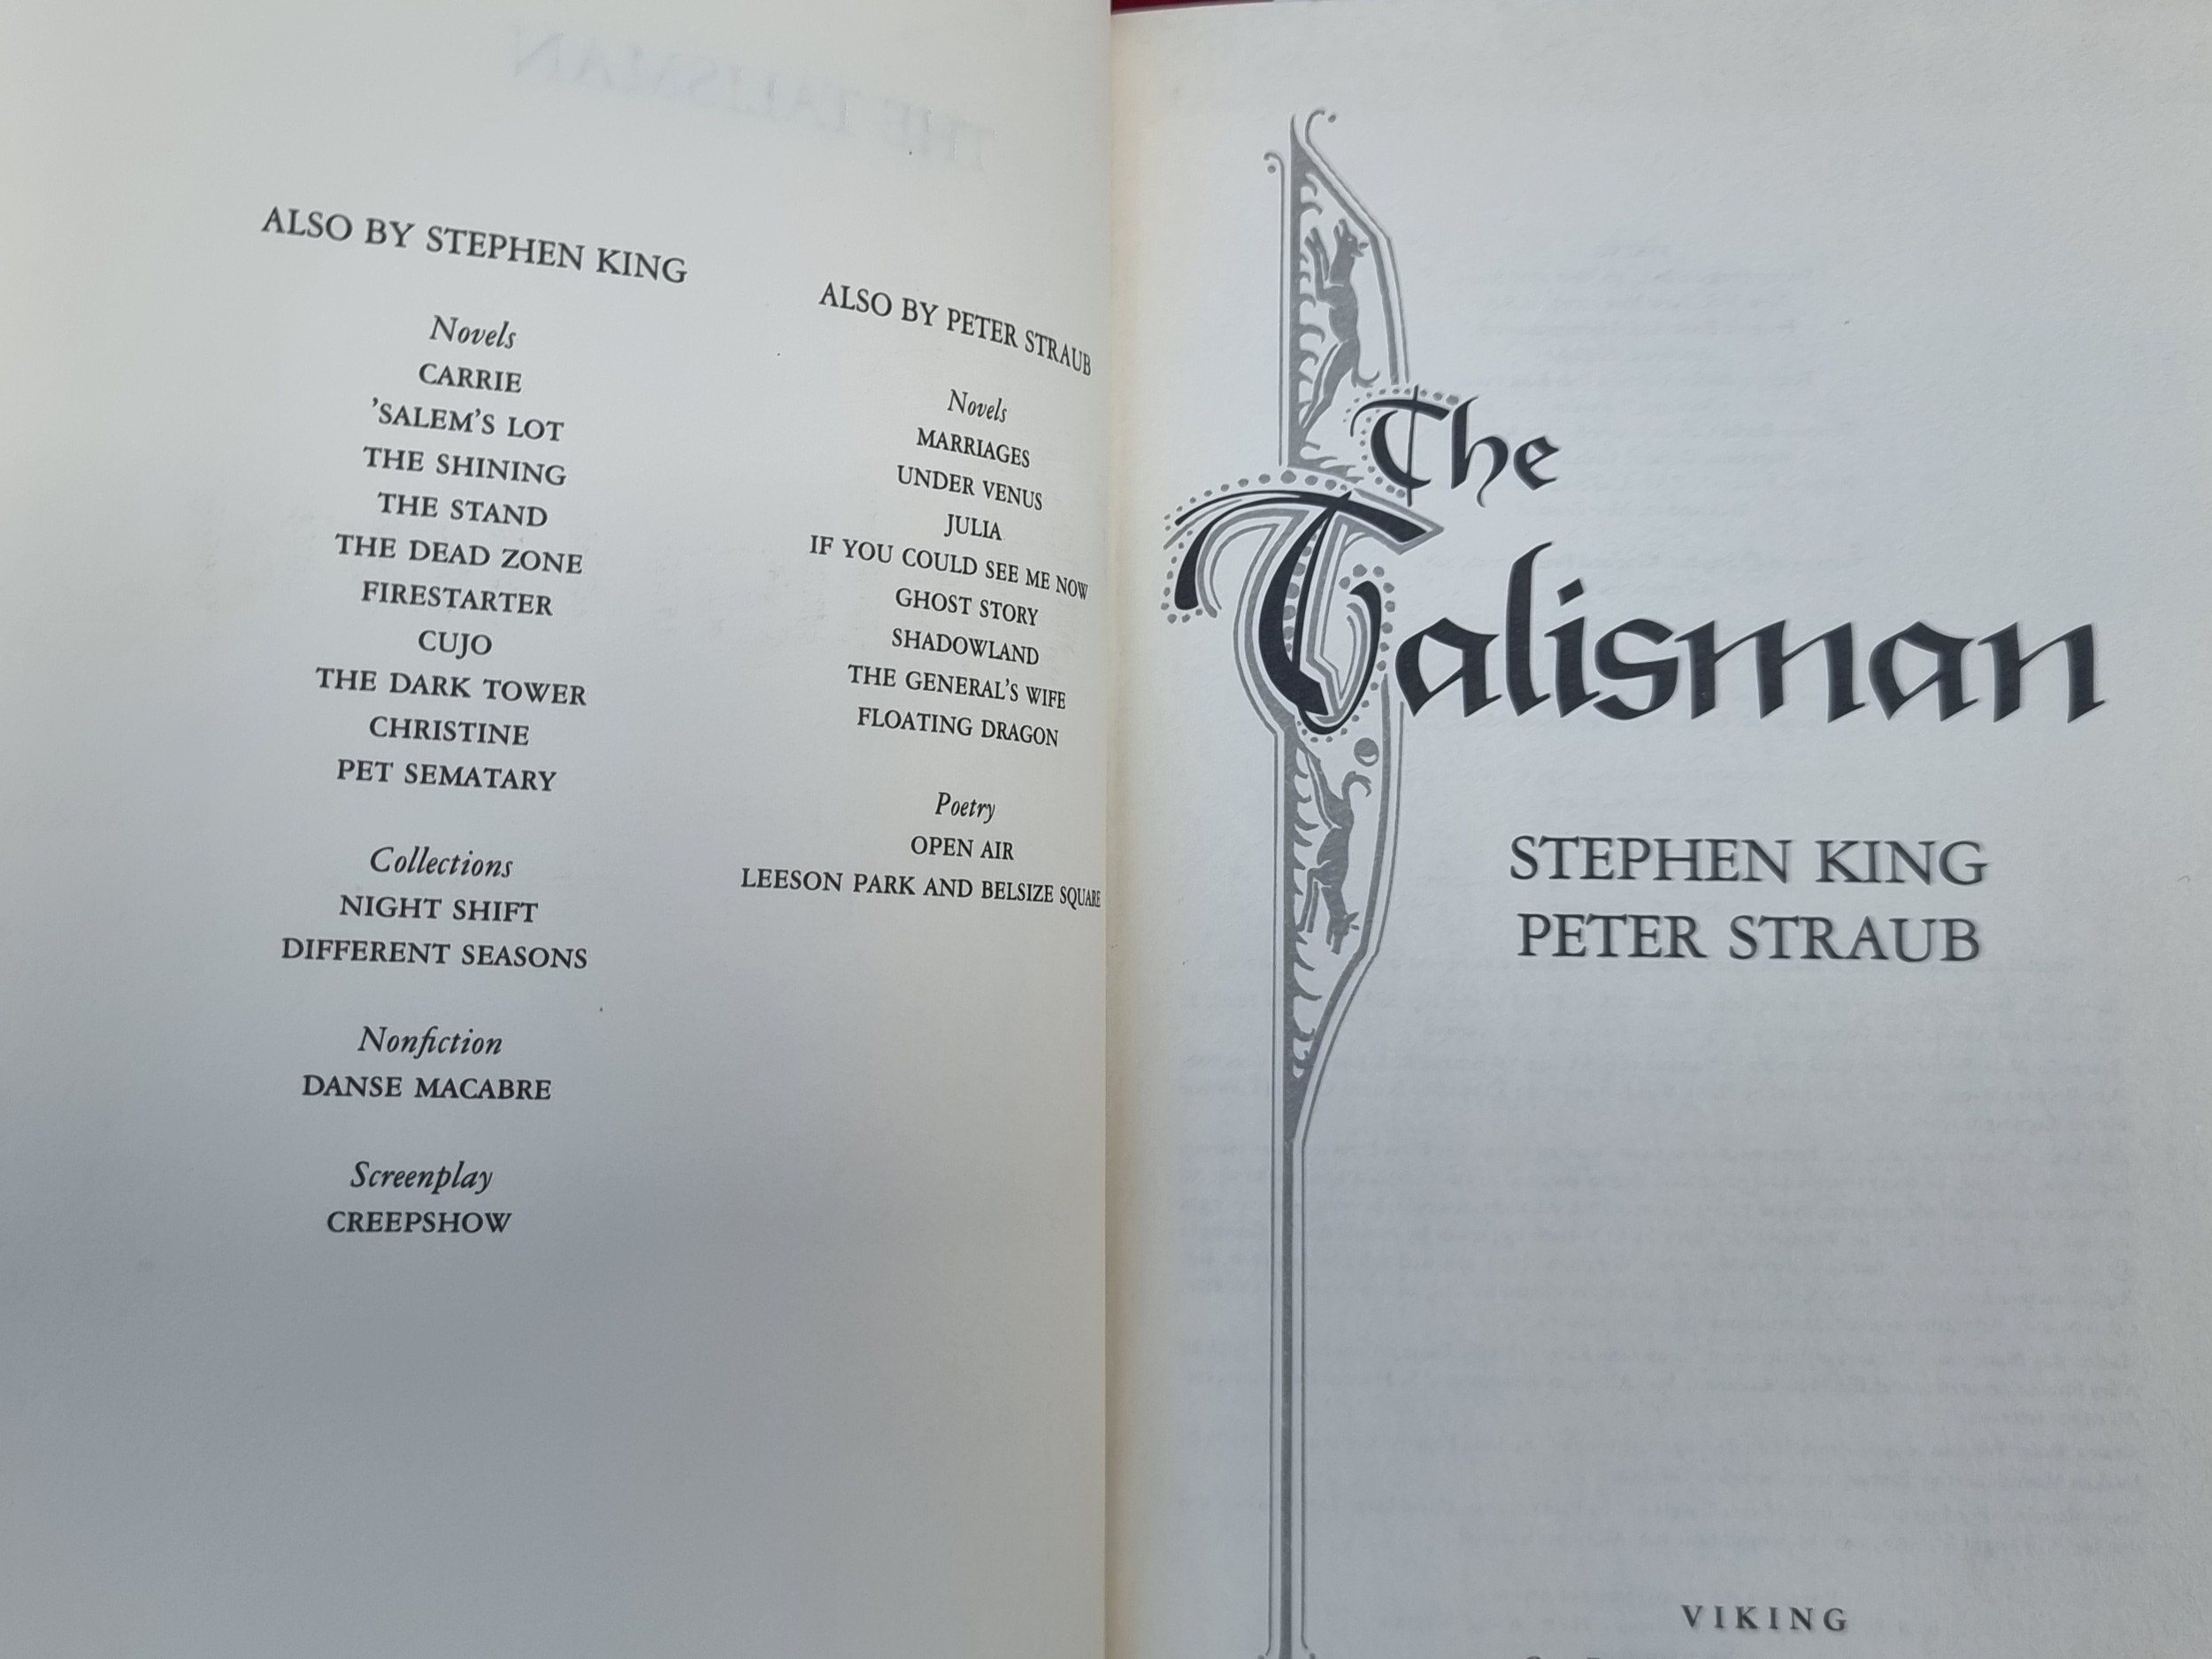 THE TALISMAN
ALSO BY STEPHEN KING
Novels
CARRIE
'SALEM'S LOT
THE SHINING
THE STAND
THE DEAD ZONE
FIRESTARTER
CUJO
THE DARK TOWER
CHRISTINE
PET SEMATARY
Collections
NIGHT SHIFT
DIFFERENT SEASONS
Nonfiction
DANSE MACABRE
Screenplay
CREEPSHOW
ALSO BY PETER STRAUB
Novels
MARRIAGES
UNDER VENUS
JULIA
IF YOU COULD SEE ME NOW
GHOST STORY
SHADOWLAND
THE GENERAL'S WIFE
FLOATING DRAGON
Poetry
OPEN AIR
LEESON PARK AND BELSIZE SQUARE
The
Talisman
STEPHEN KING
PETER STRAUB
VIKING